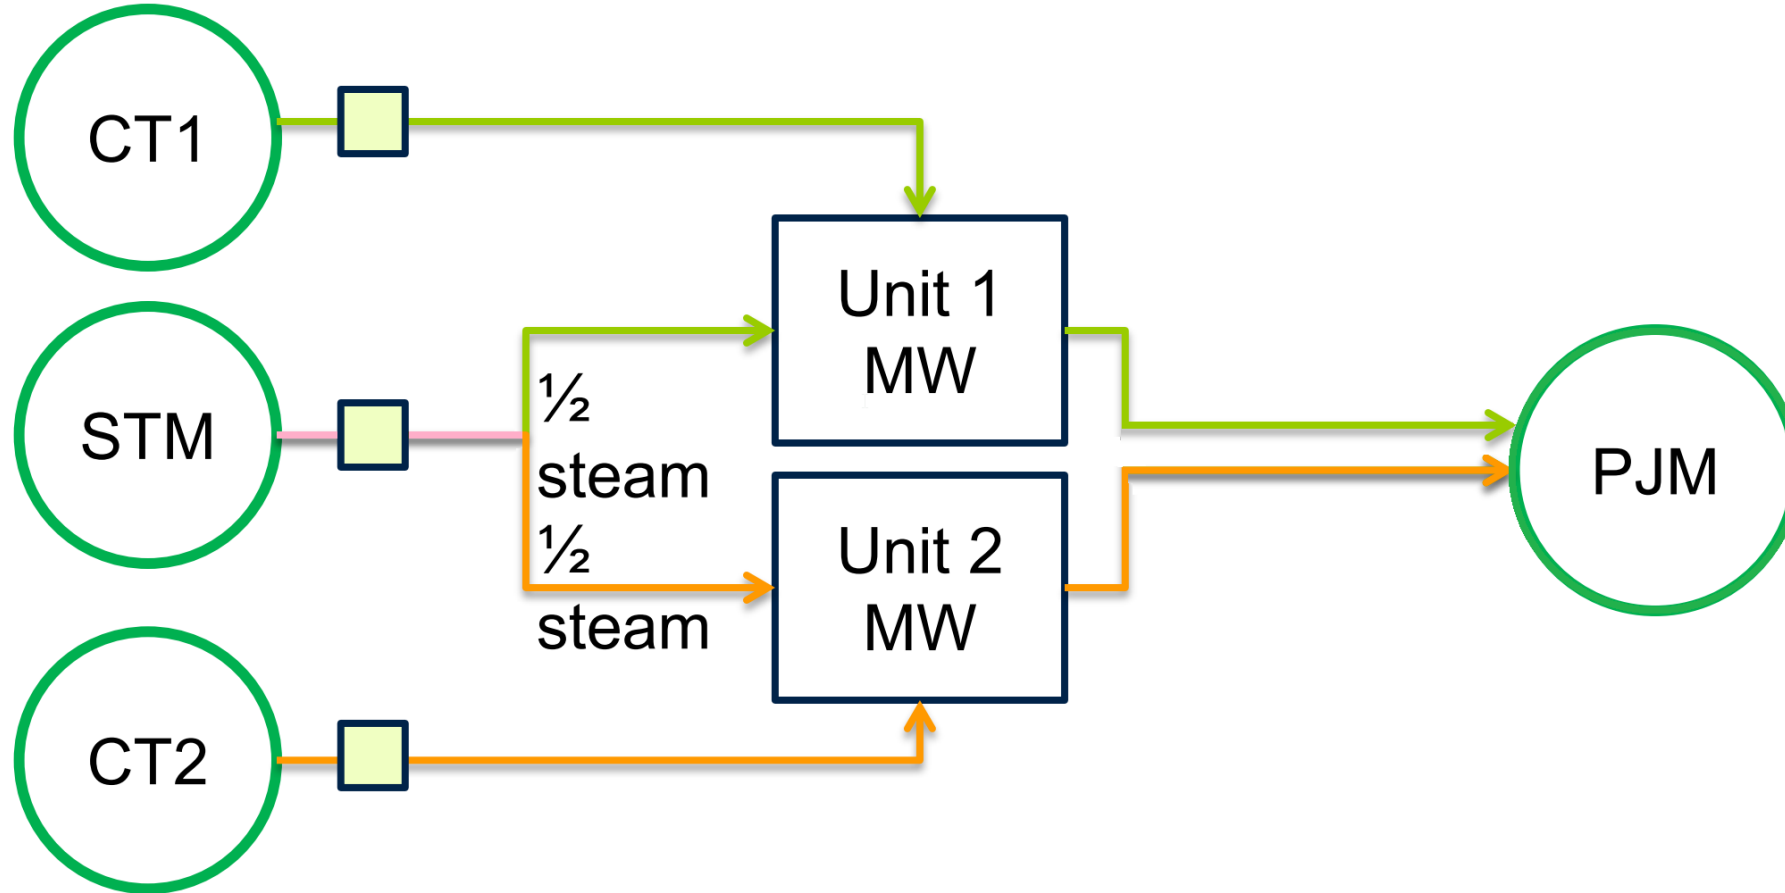 CT1
STM
CT2
½
steam
½
steam
Unit 1
MW
Unit 2
MW
PJM